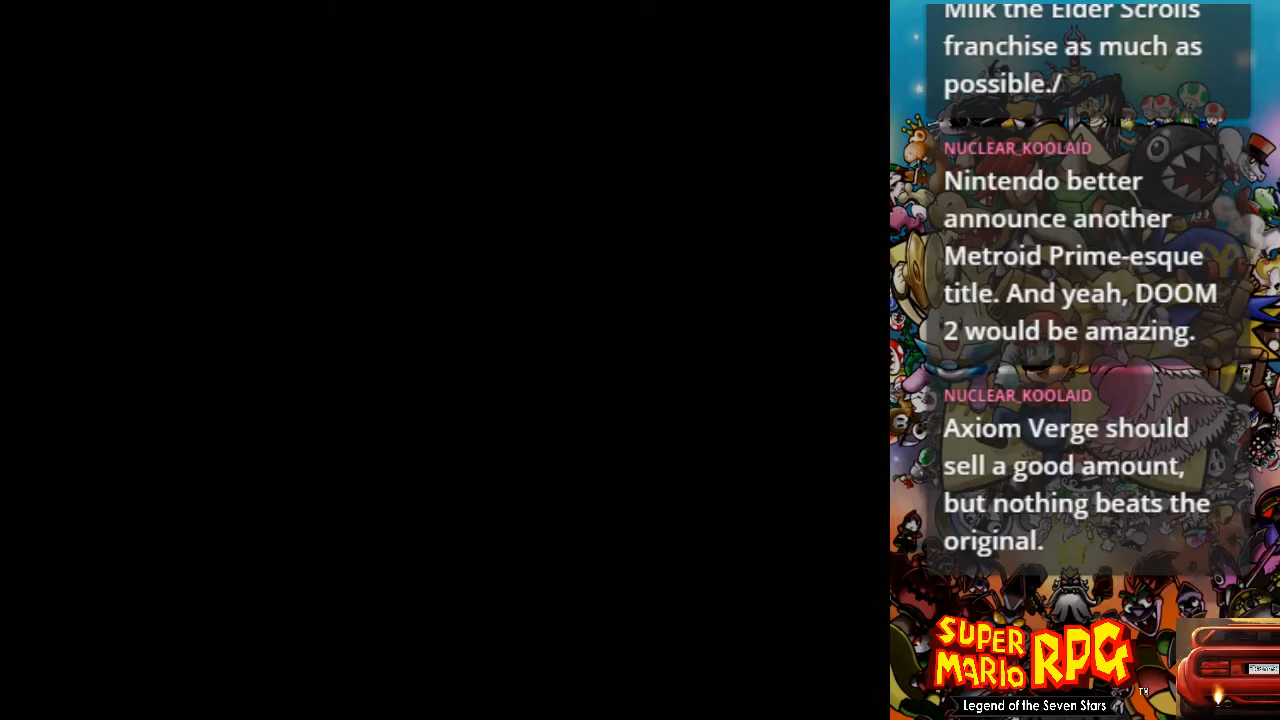 Milk the Elder Scrolls
franchise as much as
possible./
NUCLEAR_KOOLAID
Nintendo better
announce another
Metroid Prime-esque
title. And yeah, DOOM
2 would be amazing.
NUCLEAR_KOOLAID
Axiom Verge should
sell a good amount,
but nothing beats the
original.
SUPER
MARIO RPG
TM
Legend of the Seven Stars